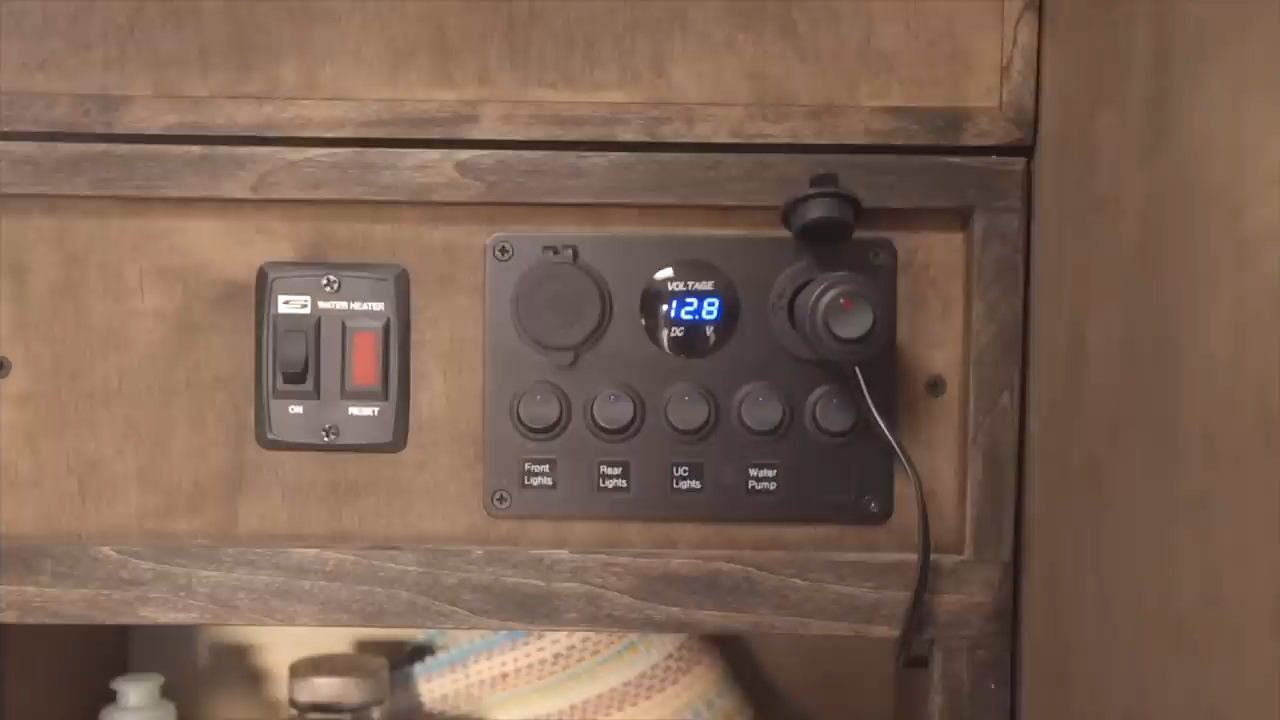 WATER HEATER
ON
RESET
VOLTAGE
12.8
DC V
Front
Lights
Rear
Lights
UC
Lights
Water
Pump